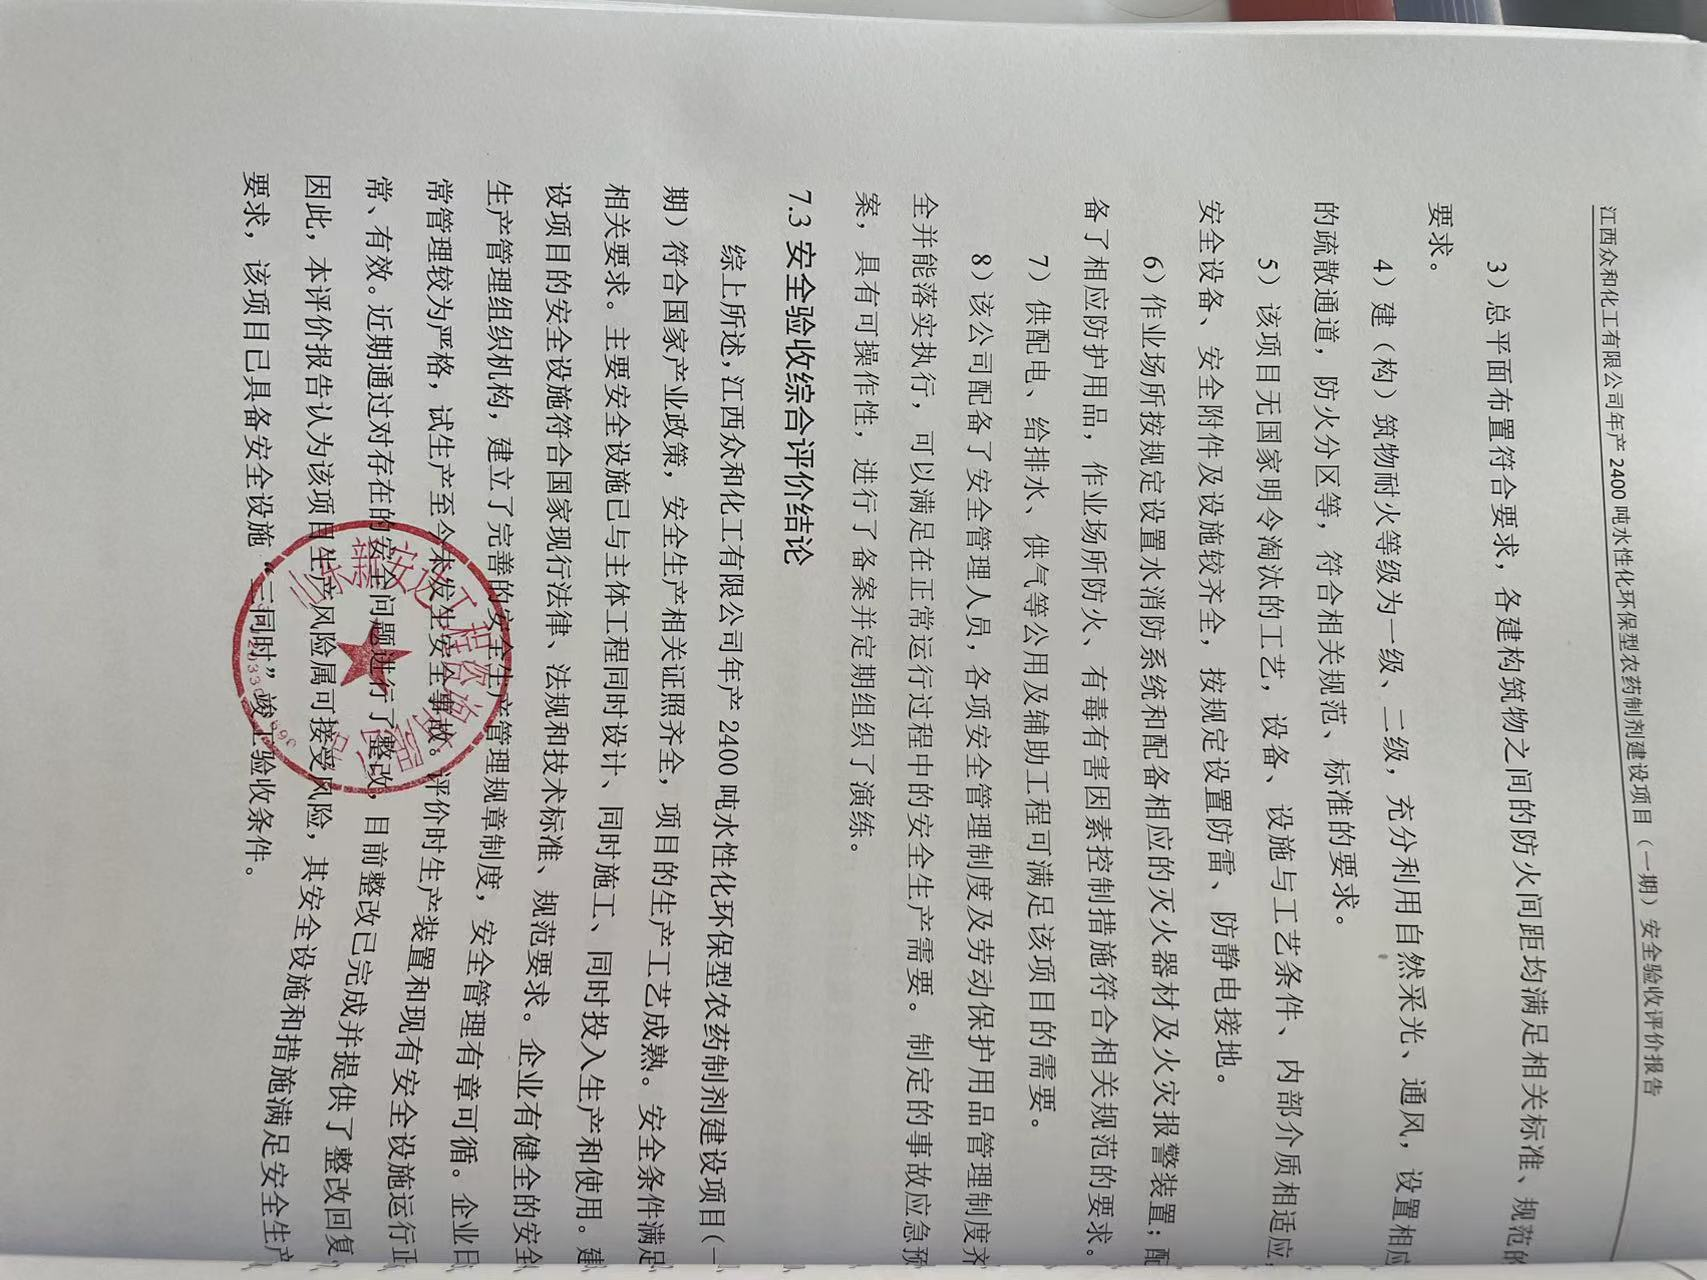 江西众和化工有限公司年产 2400 吨水性化环保型农药制剂建设项目（一期）安全验收评价报告
3）总平面布置符合要求，各建构筑物之间的防火间距均满足相关标准、规范的
要求。
4）建（构）筑物耐火等级为一级、二级，充分利用自然采光、通风，设置相应
的疏散通道，防火分区等，符合相关规范、标准的要求。
5）该项目无国家明令淘汰的工艺，设备、设施与工艺条件、内部介质相适应，
安全设备、安全附件及设施较齐全，按规定设置防雷、防静电接地。
6）作业场所按规定设置水消防系统和配备相应的灭火器材及火灾报警装置；配
备了相应防护用品，作业场所防火、有毒有害因素控制措施符合相关规范的要求。
7）供配电、给排水、供气等公用及辅助工程可满足该项目的需要。
8）该公司配备了安全管理人员，各项安全管理制度及劳动保护用品管理制度齐
全并能落实执行，可以满足在正常运行过程中的安全生产需要。制定的事故应急预
案，具有可操作性，进行了备案并定期组织了演练。
7.3 安全验收综合评价结论
综上所述，江西众和化工有限公司年产 2400 吨水性化环保型农药制剂建设项目（一
期）符合国家产业政策，安全生产相关证照齐全，项目的生产工艺成熟。安全条件满足
相关要求。主要安全设施已与主体工程同时设计、同时施工、同时投入生产和使用。建
设项目的安全设施符合国家现行法律、法规和技术标准、规范要求。企业有健全的安全
生产管理组织机构，建立了完善的安全生产管理规章制度，安全管理有章可循。企业日
常管理较为严格，试生产至今未发生安全事故。评价时生产装置和现有安全设施运行正
常、有效。近期通过对存在的安全问题进行了整改，目前整改已完成并提供了整改回复，
因此，本评价报告认为该项目生产风险属可接受风险，其安全设施和措施满足安全生产
要求，该项目已具备安全设施“三同时”竣工验收条件。